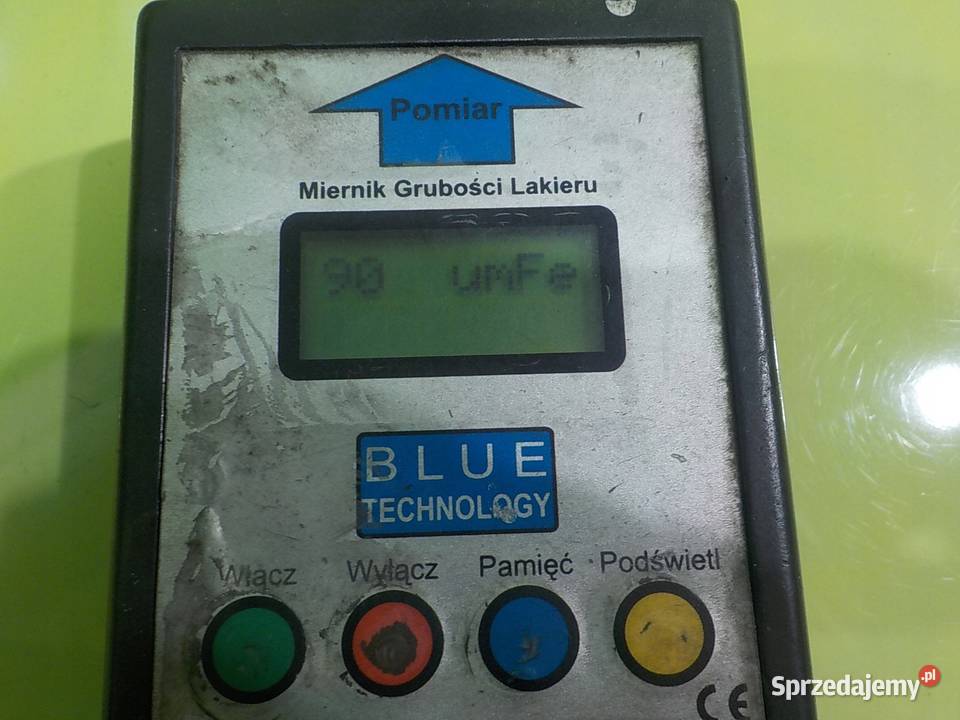 Pomiar
Miernik Grubości Lakieru
90 umFe
BLUE
TECHNOLOGY
Włącz Wyłącz Pamięć Podświetl
CE
Sprzedajemy.pl